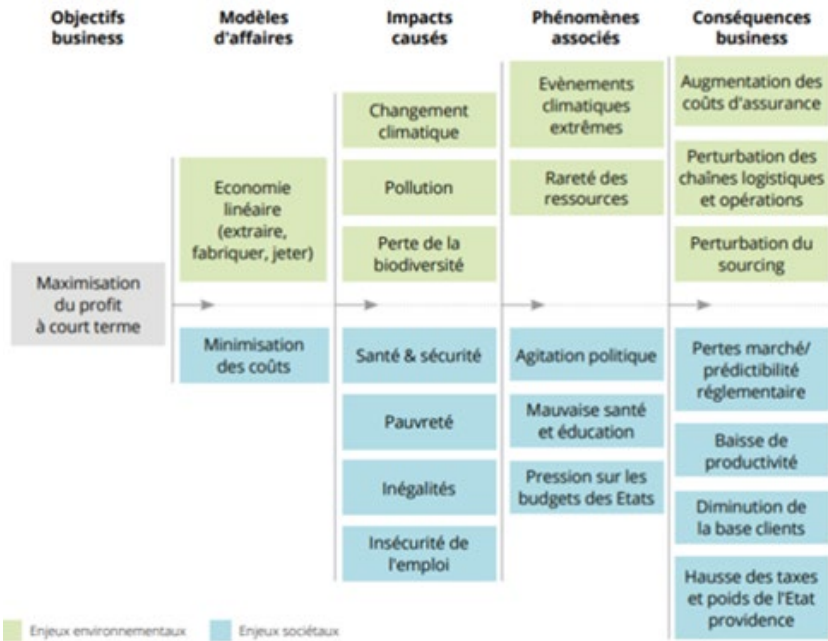 Objectifs
business
Modèles
d'affaires
Impacts
causés
Phénomènes
associés
Conséquences
business
Maximisation
du profit
à court terme
Economie
linéaire
(extraire,
fabriquer, jeter)
Minimisation
des coûts
Changement
climatique
Pollution
Perte de la
biodiversité
Santé & sécurité
Pauvreté
Inégalités
Insécurité de
l'emploi
Evènements
climatiques
extrêmes
Rareté des
ressources
Agitation politique
Mauvaise santé
et éducation
Pression sur les
budgets des Etats
Augmentation des
coûts d'assurance
Perturbation des
chaînes logistiques
et opérations
Perturbation du
sourcing
Pertes marché/
prédictibilité
réglementaire
Baisse de
productivité
Diminution de
la base clients
Hausse des taxes
et poids de l'Etat
providence
Enjeux environnementaux
Enjeux sociétaux